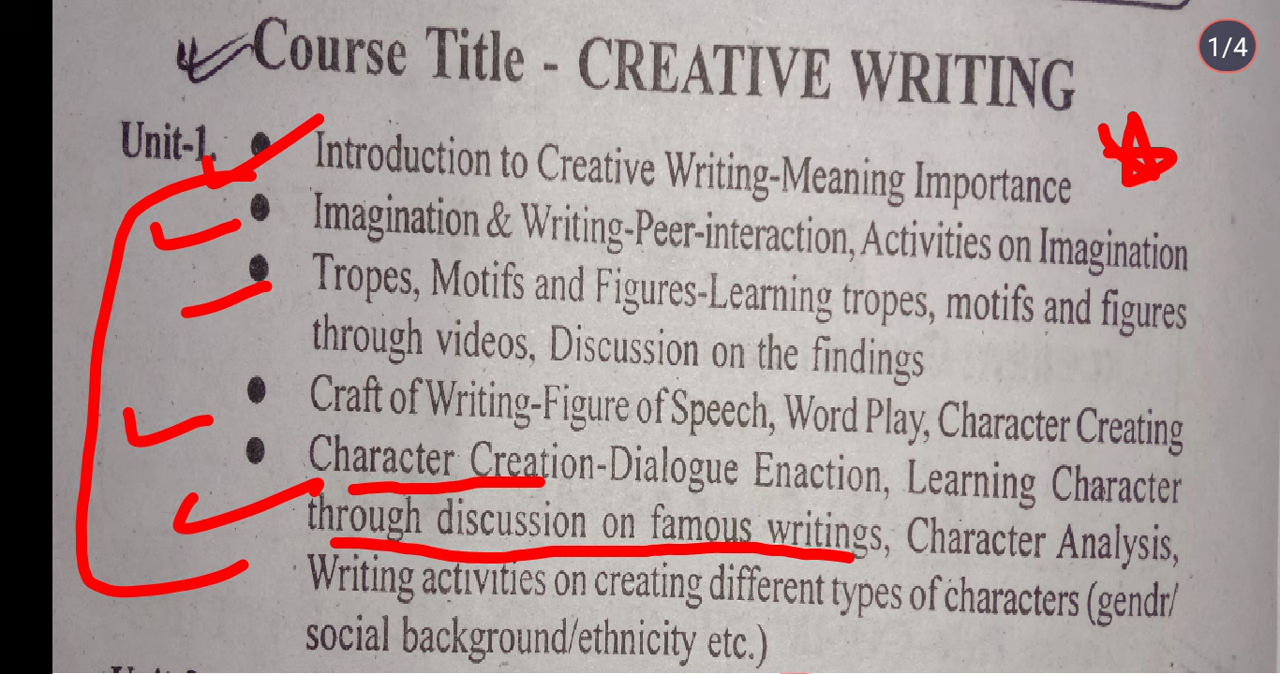 1/4
Course Title - CREATIVE WRITING
Unit-1. • Introduction to Creative Writing-Meaning Importance
• Imagination & Writing-Peer-interaction, Activities on Imagination
• Tropes, Motifs and Figures-Learning tropes, motifs and figures
through videos, Discussion on the findings
• Craft of Writing-Figure of Speech, Word Play, Character Creating
• Character Creation-Dialogue Enaction, Learning Character
through discussion on famous writings, Character Analysis,
Writing activities on creating different types of characters (gendr/
social background/ethnicity etc.)